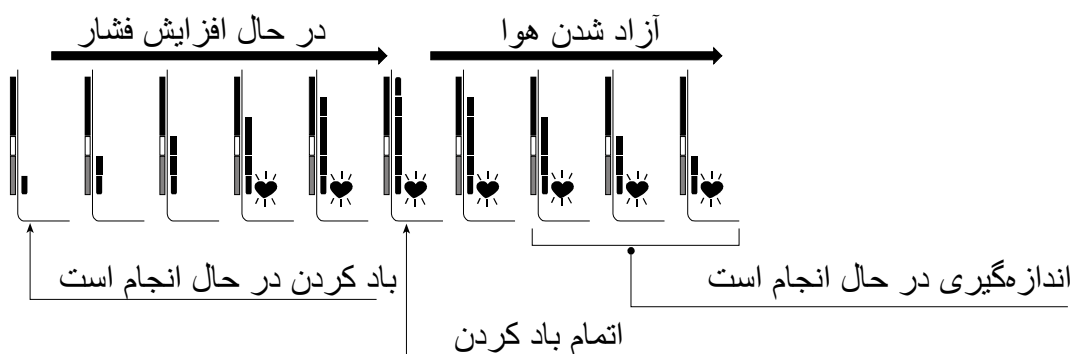 در حال افزایش فشار
آزاد شدن هوا
باد کردن در حال انجام است
اندازه‌گیری در حال انجام است
اتمام باد کردن